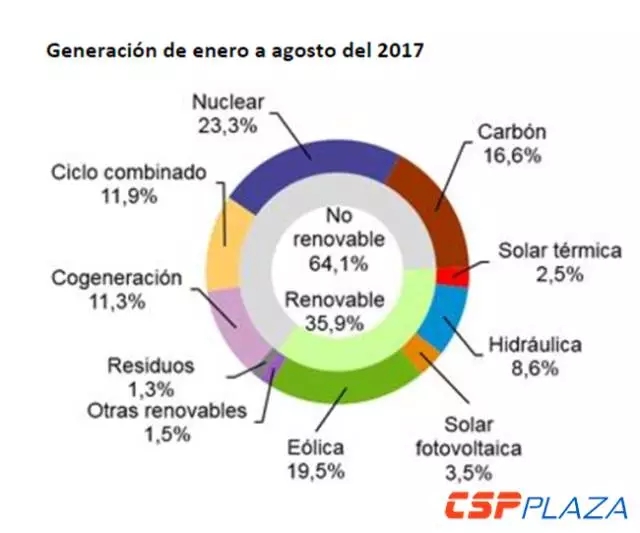 Generación de enero a agosto del 2017
Nuclear
23,3%
Carbón
16,6%
Ciclo combinado
11,9%
No
renovable
64,1%
Solar térmica
2,5%
Cogeneración
11,3%
Renovable
35,9%
Hidráulica
8,6%
Residuos
1,3%
Otras renovables
1,5%
Eólica
19,5%
Solar
fotovoltaica
3,5%
CSPPLAZA